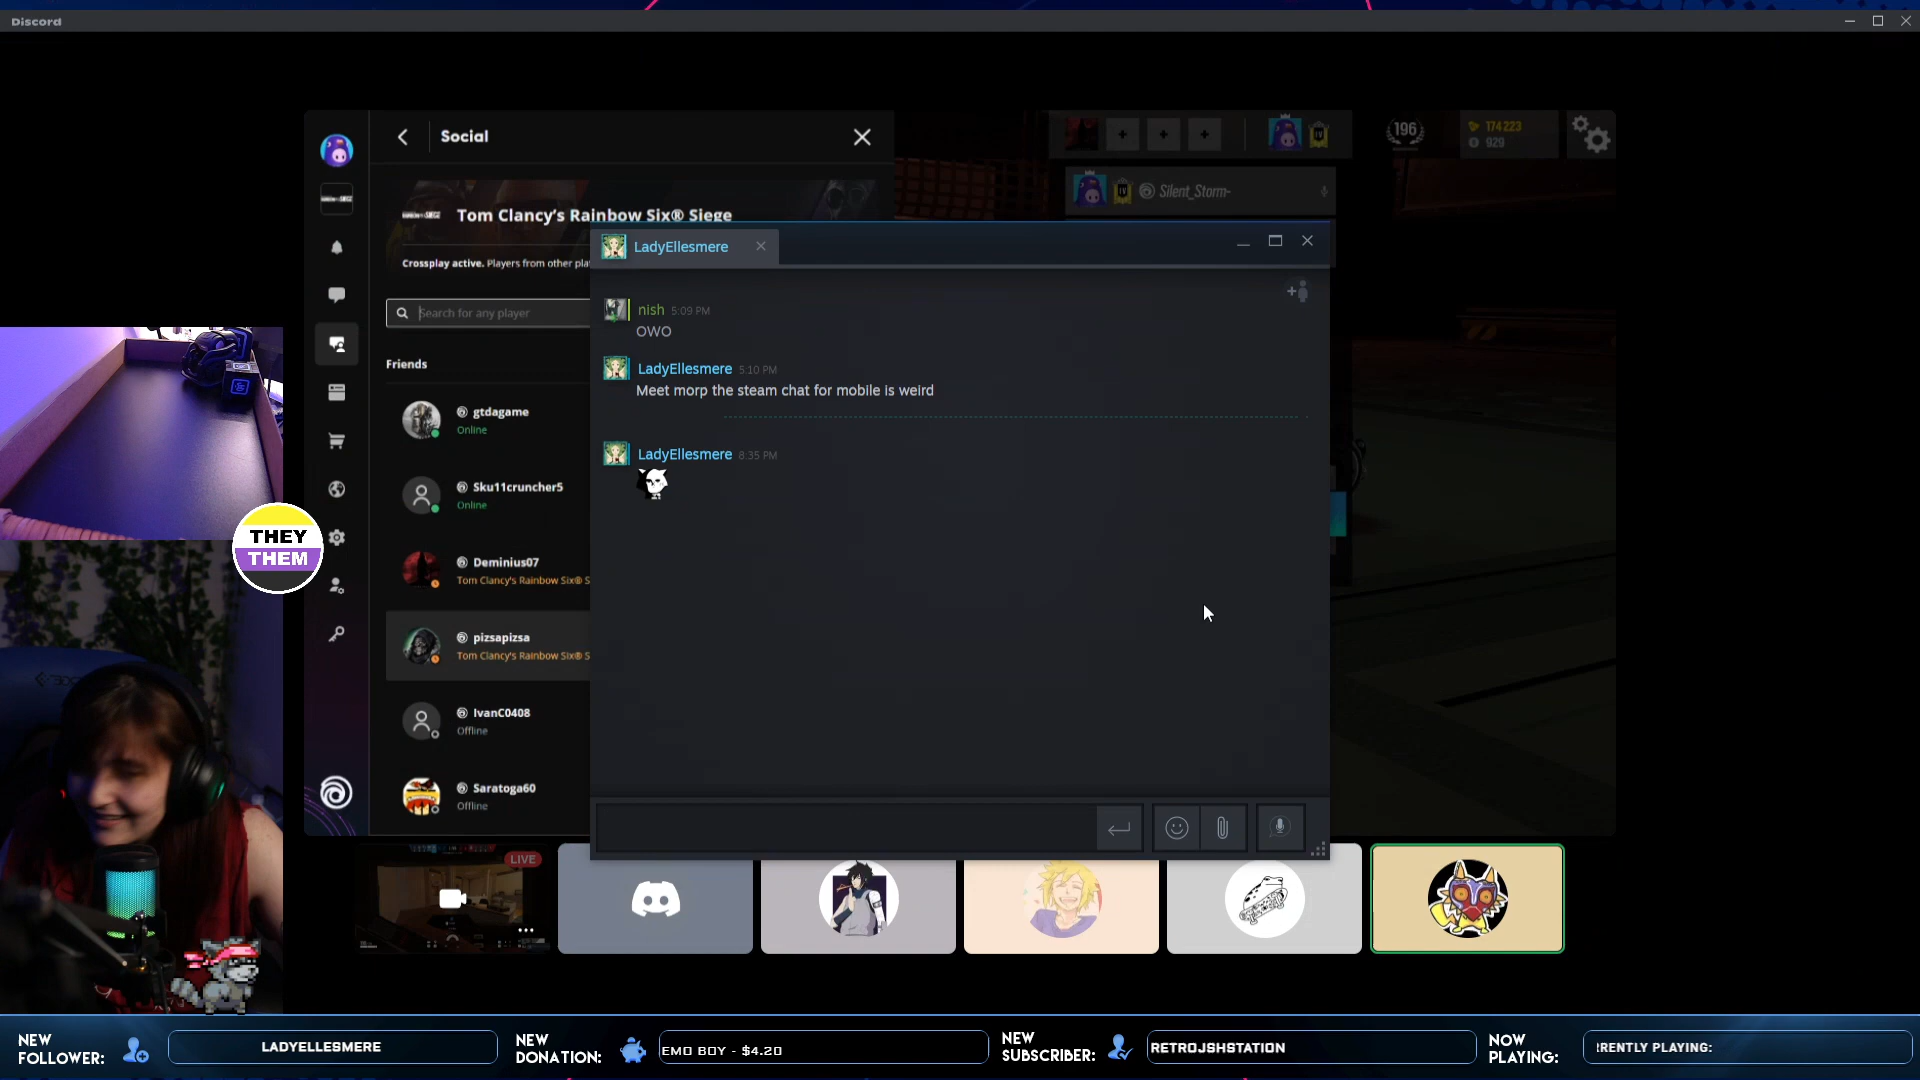 Discord
Social
Tom Clancy's Rainbow Six® Siege
Crossplay active. Players from other pla
Search for any player
Friends
gtdagame
Online
Sku11cruncher5
Online
Deminius07
Tom Clancy's Rainbow Six® S
pizsapizsa
Tom Clancy's Rainbow Six® S
IvanC0408
Offline
Saratoga60
Offline
196
174 223
929
Silent_Storm-
LadyEllesmere
nish 5:09 PM
OWO
LadyEllesmere 5:10 PM
Meet morp the steam chat for mobile is weird
LadyEllesmere 8:35 PM
THEY
THEM
LIVE
NEW FOLLOWER:
LADYELLESMERE
NEW DONATION:
EMO BOY - $4.20
NEW SUBSCRIBER:
RETROJSHSTATION
NOW PLAYING:
RRENTLY PLAYING: